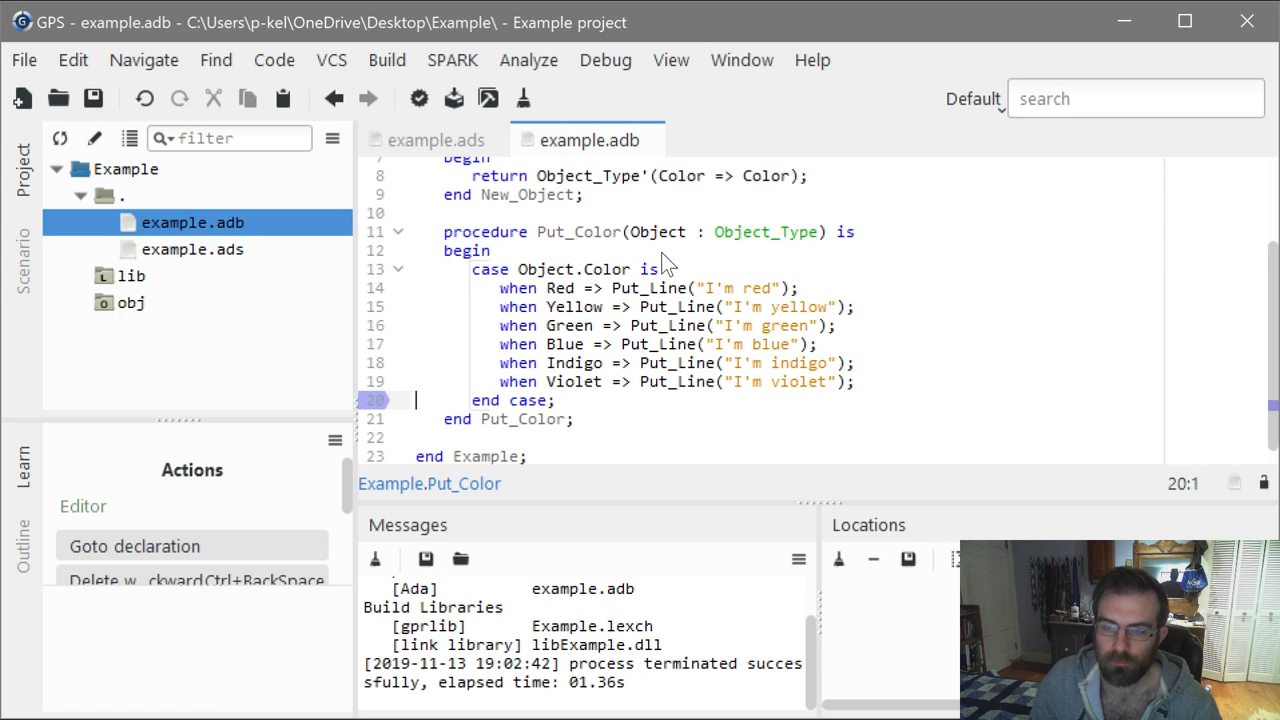 GPS - example.adb - C:\Users\p-kel\OneDrive\Desktop\Example\ - Example project
File Edit Navigate Find Code VCS Build SPARK Analyze Debug View Window Help
Default search
Project
Scenario
filter
Example
.
example.adb
example.ads
lib
obj
example.ads example.adb
7 begin
8 return Object_Type'(Color => Color);
9 end New_Object;
10
11 procedure Put_Color(Object : Object_Type) is
12 begin
13 case Object.Color is
14 when Red => Put_Line("I'm red");
15 when Yellow => Put_Line("I'm yellow");
16 when Green => Put_Line("I'm green");
17 when Blue => Put_Line("I'm blue");
18 when Indigo => Put_Line("I'm indigo");
19 when Violet => Put_Line("I'm violet");
20 end case;
21 end Put_Color;
22
23 end Example;
Example.Put_Color 20:1
Learn
Outline
Actions
Editor
Goto declaration
Delete w…ckwardCtrl+BackSpace
Messages
[Ada] example.adb
Build Libraries
[gprlib] Example.lexch
[link library] libExample.dll
[2019-11-13 19:02:42] process terminated succes
sfully, elapsed time: 01.36s
Locations